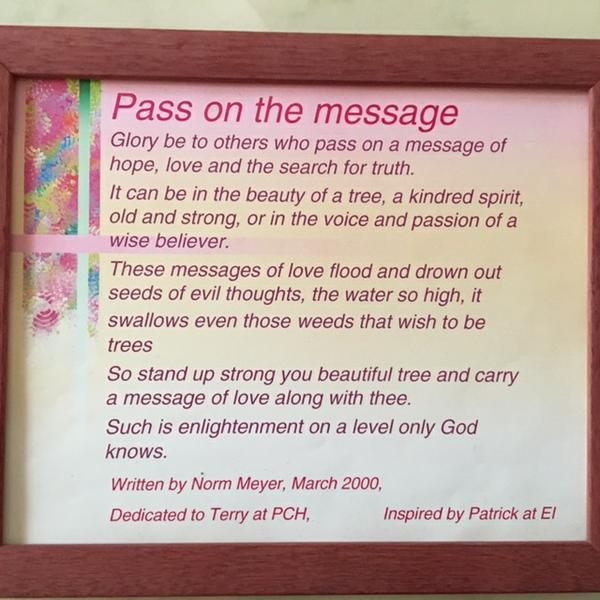 Pass on the message
Glory be to others who pass on a message of
hope, love and the search for truth.
It can be in the beauty of a tree, a kindred spirit,
old and strong, or in the voice and passion of a
wise believer.
These messages of love flood and drown out
seeds of evil thoughts, the water so high, it
swallows even those weeds that wish to be
trees
So stand up strong you beautiful tree and carry
a message of love along with thee.
Such is enlightenment on a level only God
knows.
Written by Norm Meyer, March 2000,
Dedicated to Terry at PCH, Inspired by Patrick at EI